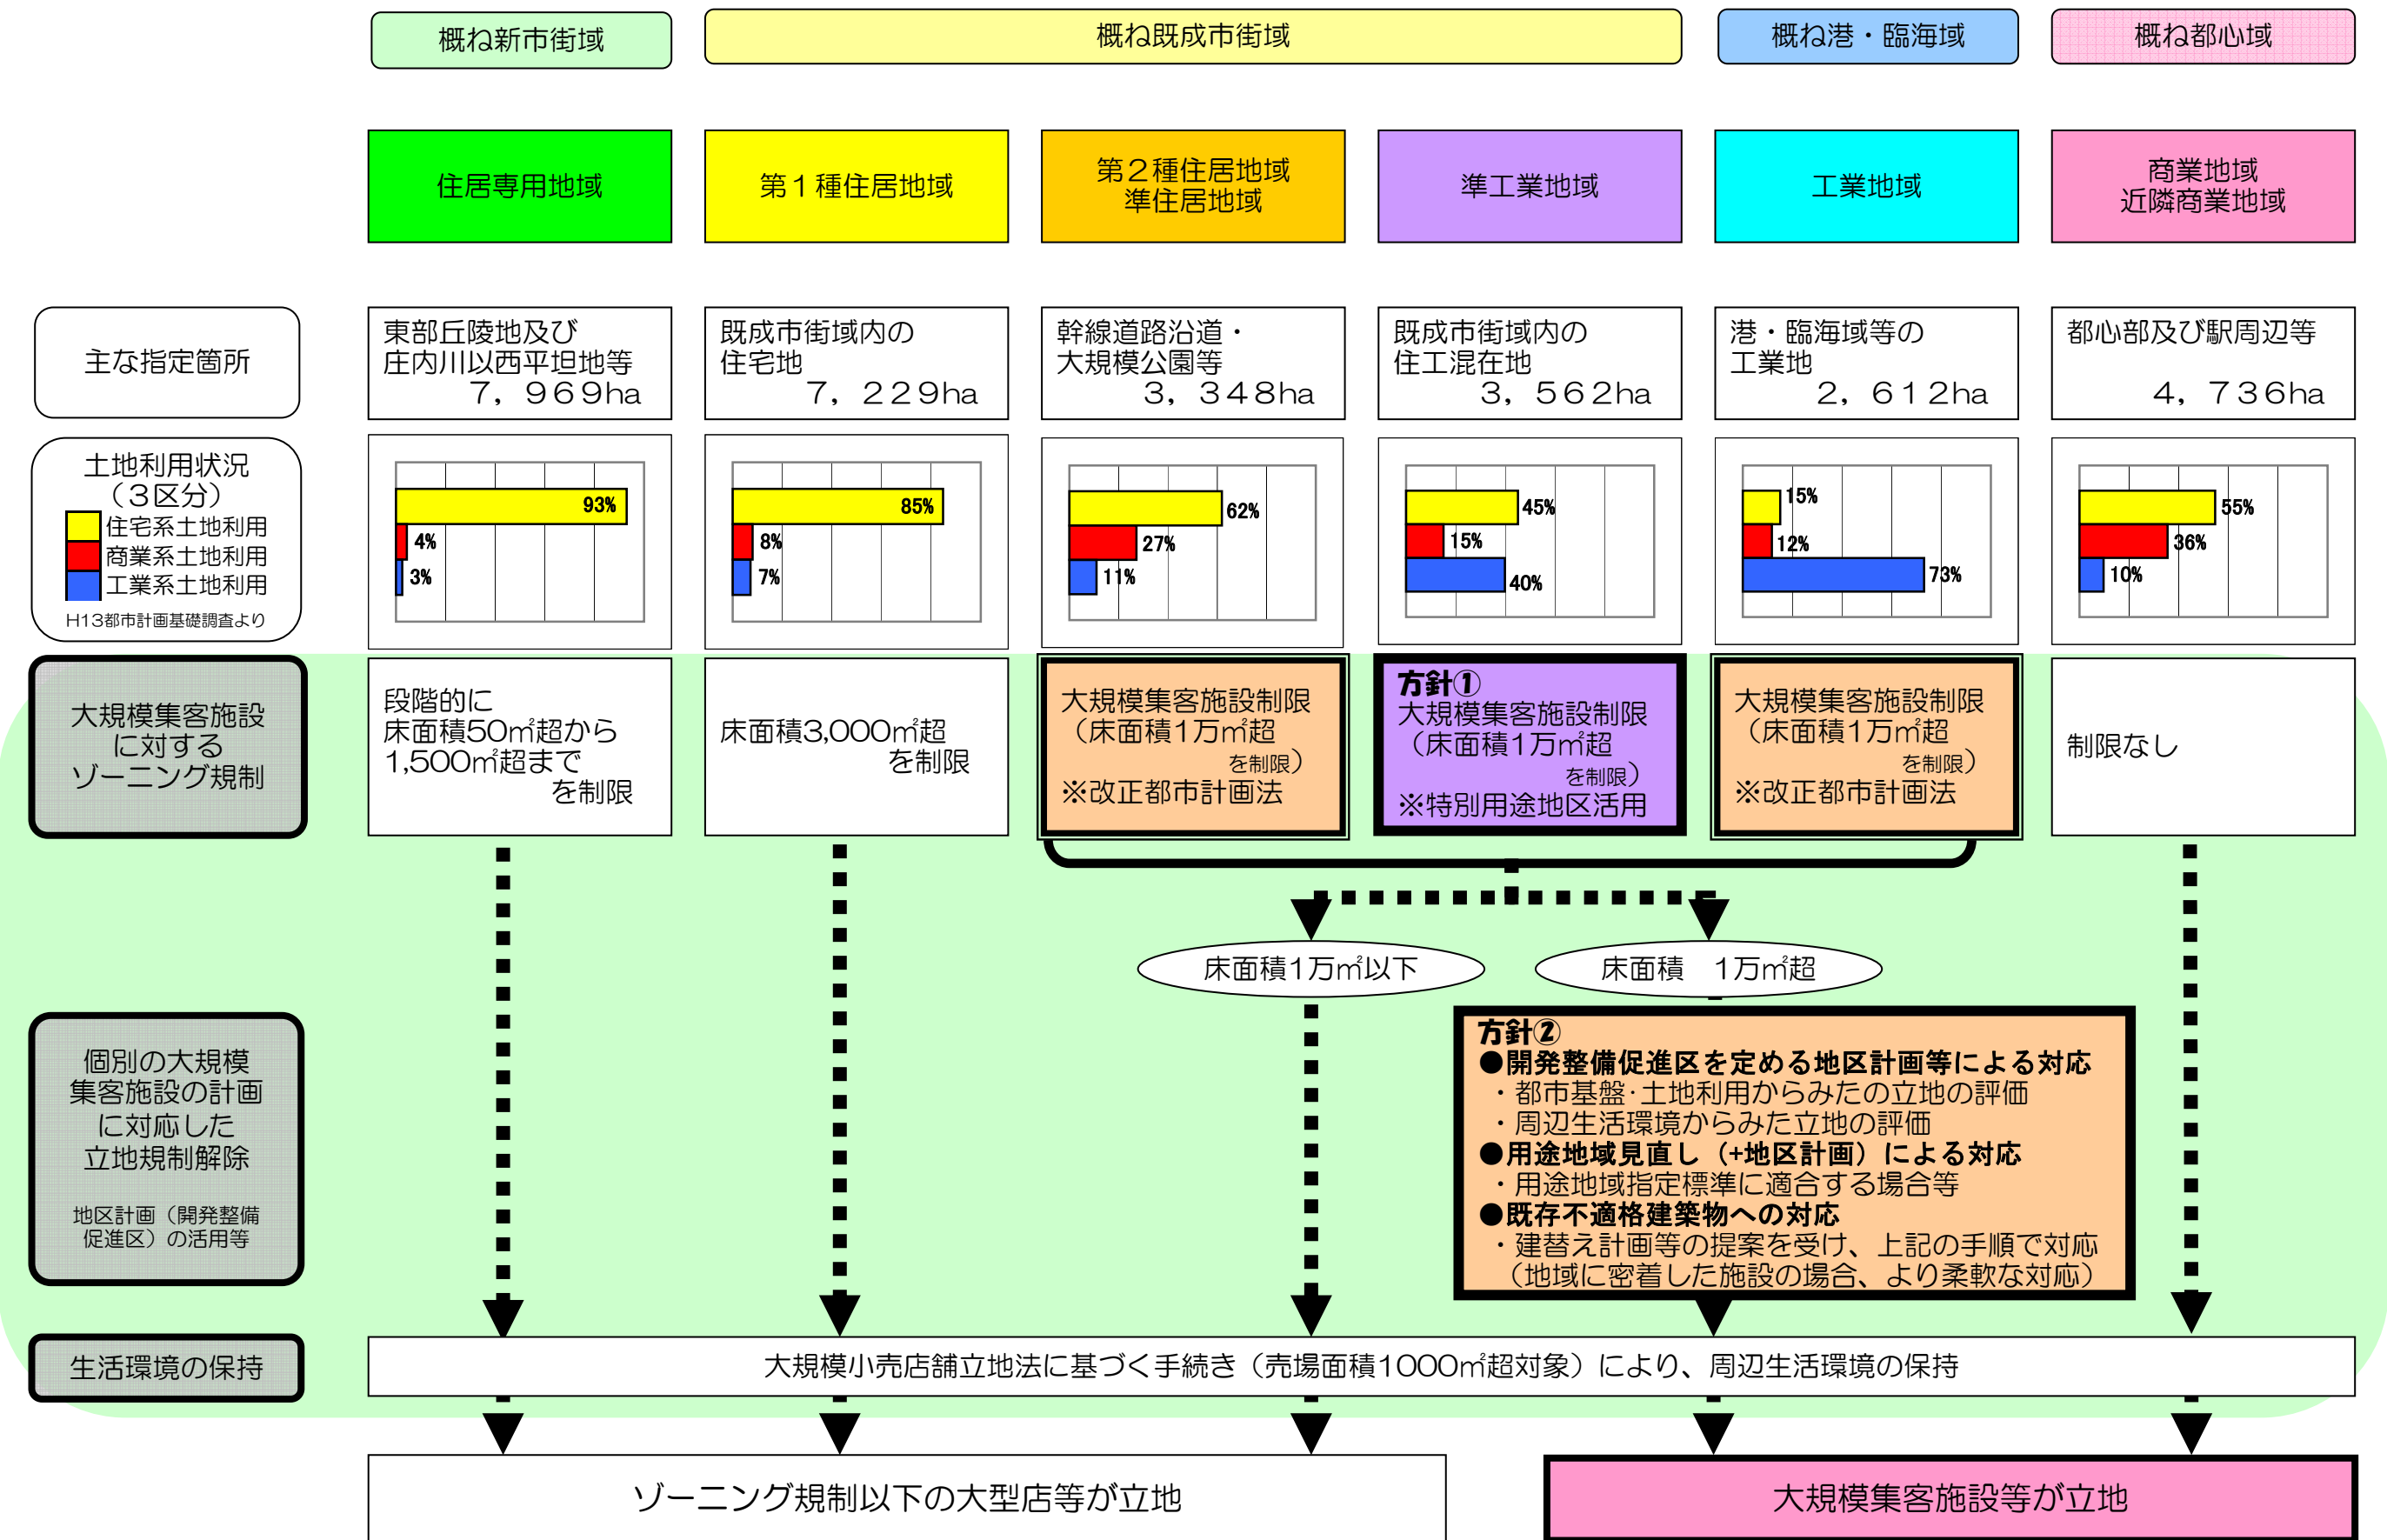 概ね新市街域
概ね既成市街域
概ね港・臨海域
概ね都心域
住居専用地域
第１種住居地域
第２種住居地域
準住居地域
準工業地域
工業地域
商業地域
近隣商業地域
主な指定箇所
東部丘陵地及び
庄内川以西平坦地等
７，９６９ha
既成市街域内の
住宅地
７，２２９ha
幹線道路沿道・
大規模公園等
３，３４８ha
既成市街域内の
住工混在地
３，５６２ha
港・臨海域等の
工業地
２，６１２ha
都心部及び駅周辺等
４，７３６ha
土地利用状況
（３区分）
住宅系土地利用
商業系土地利用
工業系土地利用
H13都市計画基礎調査より
93%
4%
3%
85%
8%
7%
62%
27%
11%
45%
15%
40%
15%
12%
73%
55%
36%
10%
大規模集客施設
に対する
ゾーニング規制
段階的に
床面積50㎡超から
1,500㎡超まで
を制限
床面積3,000㎡超
を制限
大規模集客施設制限
（床面積1万㎡超
を制限）
※改正都市計画法
方針①
大規模集客施設制限
（床面積1万㎡超
を制限）
※特別用途地区活用
大規模集客施設制限
（床面積1万㎡超
を制限）
※改正都市計画法
制限なし
床面積1万㎡以下
床面積　1万㎡超
個別の大規模
集客施設の計画
に対応した
立地規制解除
地区計画（開発整備
促進区）の活用等
方針②
●開発整備促進区を定める地区計画等による対応
・都市基盤･土地利用からみたの立地の評価
・周辺生活環境からみた立地の評価
●用途地域見直し（+地区計画）による対応
・用途地域指定標準に適合する場合等
●既存不適格建築物への対応
・建替え計画等の提案を受け、上記の手順で対応
（地域に密着した施設の場合、より柔軟な対応）
生活環境の保持
大規模小売店舗立地法に基づく手続き（売場面積1000㎡超対象）により、周辺生活環境の保持
ゾーニング規制以下の大型店等が立地
大規模集客施設等が立地